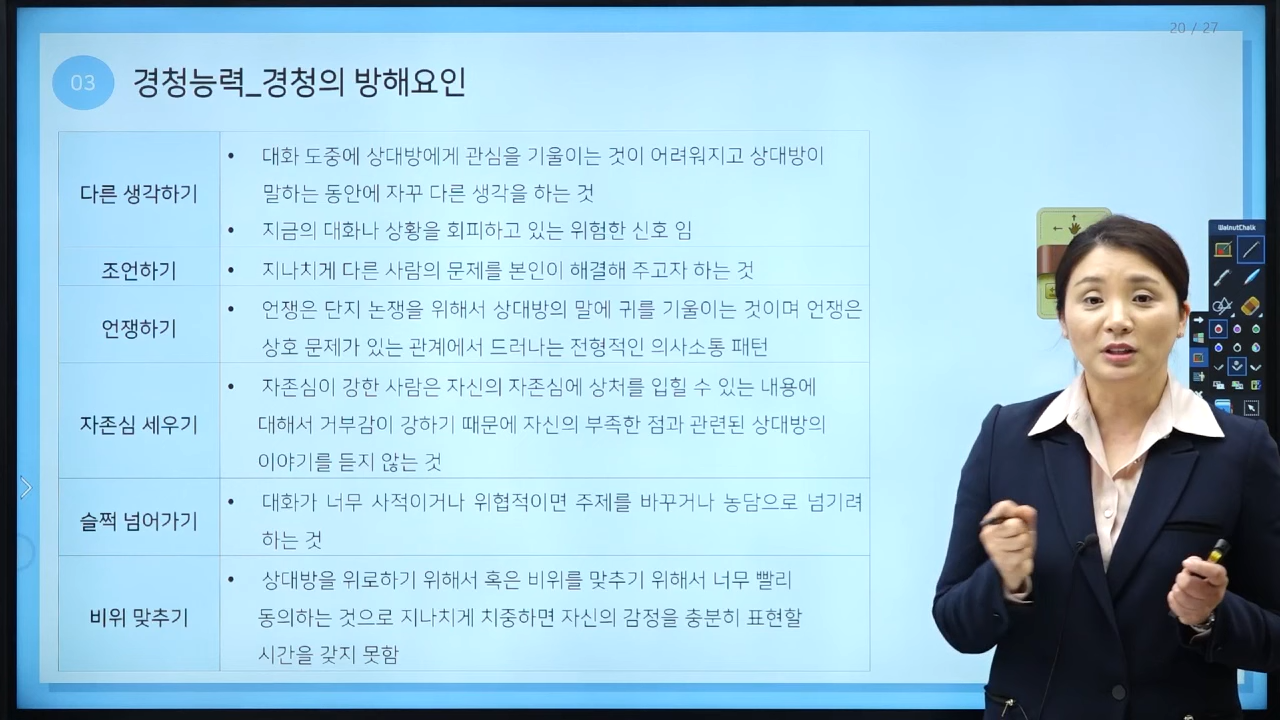 20 / 27
03
경청능력_경청의 방해요인
다른 생각하기
• 대화 도중에 상대방에게 관심을 기울이는 것이 어려워지고 상대방이
말하는 동안에 자꾸 다른 생각을 하는 것
• 지금의 대화나 상황을 회피하고 있는 위험한 신호 임
조언하기
• 지나치게 다른 사람의 문제를 본인이 해결해 주고자 하는 것
언쟁하기
• 언쟁은 단지 논쟁을 위해서 상대방의 말에 귀를 기울이는 것이며 언쟁은
상호 문제가 있는 관계에서 드러나는 전형적인 의사소통 패턴
자존심 세우기
• 자존심이 강한 사람은 자신의 자존심에 상처를 입힐 수 있는 내용에
대해서 거부감이 강하기 때문에 자신의 부족한 점과 관련된 상대방의
이야기를 듣지 않는 것
슬쩍 넘어가기
• 대화가 너무 사적이거나 위협적이면 주제를 바꾸거나 농담으로 넘기려
하는 것
비위 맞추기
• 상대방을 위로하기 위해서 혹은 비위를 맞추기 위해서 너무 빨리
동의하는 것으로 지나치게 치중하면 자신의 감정을 충분히 표현할
시간을 갖지 못함
WalnutChalk